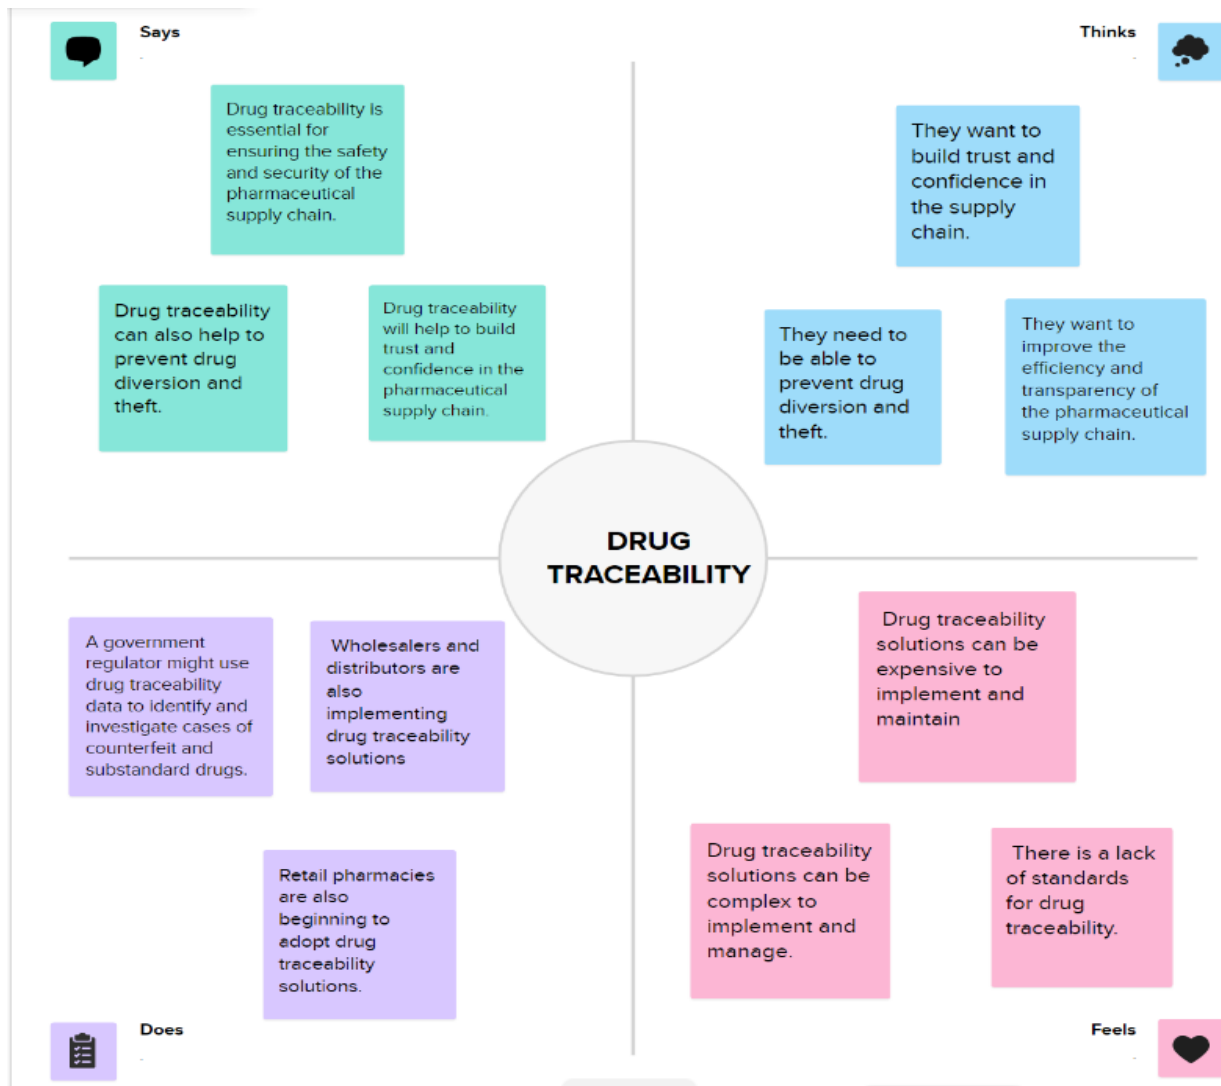 Says
Thinks
Drug traceability is
essential for
ensuring the safety
and security of the
pharmaceutical
supply chain.
Drug traceability
can also help to
prevent drug
diversion and
theft.
Drug traceability
will help to build
trust and
confidence in the
pharmaceutical
supply chain.
They want to
build trust and
confidence in
the supply
chain.
They need to
be able to
prevent drug
diversion and
theft.
They want to
improve the
efficiency and
transparency of
the pharmaceutical
supply chain.
DRUG
TRACEABILITY
A government
regulator might use
drug traceability
data to identify and
investigate cases of
counterfeit and
substandard drugs.
Wholesalers and
distributors are
also
implementing
drug traceability
solutions
Retail pharmacies
are also
beginning to
adopt drug
traceability
solutions.
Drug traceability
solutions can be
expensive to
implement and
maintain
Drug traceability
solutions can be
complex to
implement and
manage.
There is a lack
of standards
for drug
traceability.
Does
Feels